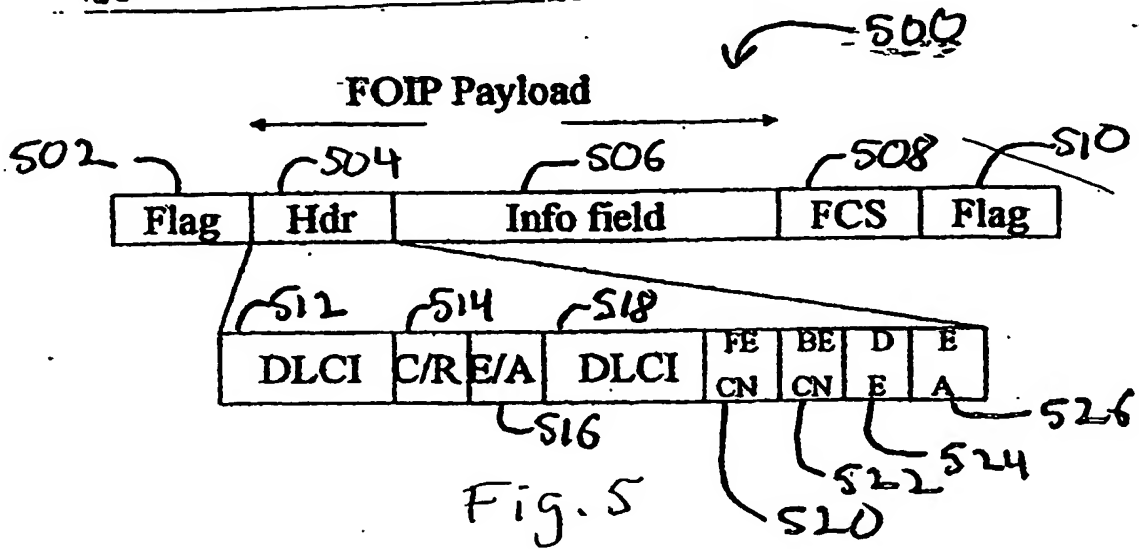 500
FOIP Payload
502 504 506 508 510
Flag Hdr Info field FCS Flag
512 514 518
DLCI C/R E/A DLCI FE CN BE CN D E E A
516 526
524
522
520
Fig. 5